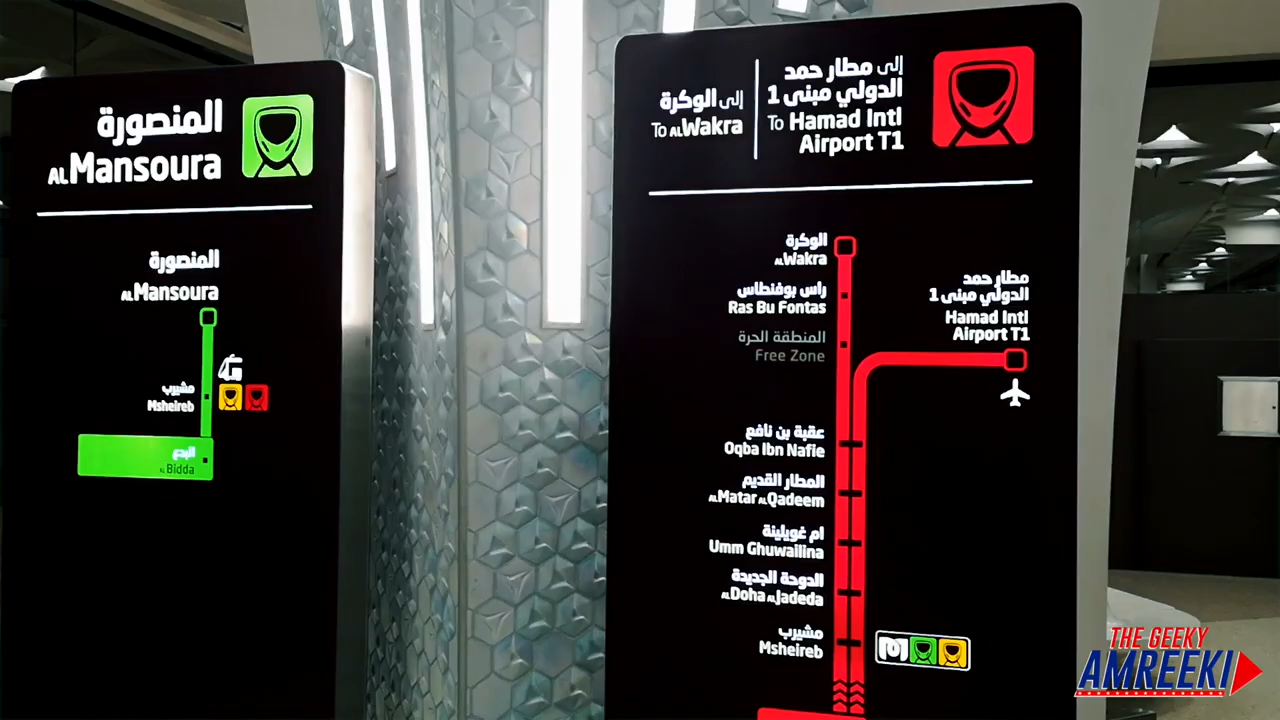 المنصورة
AL Mansoura
المنصورة
AL Mansoura
مشيرب
Msheireb
البدع
AL Bidda
إلى الوكرة
To AL Wakra
إلى مطار حمد
الدولي مبنى 1
To Hamad Intl
Airport T1
الوكرة
AL Wakra
راس بوفنطاس
Ras Bu Fontas
المنطقة الحرة
Free Zone
مطار حمد
الدولي مبنى 1
Hamad Intl
Airport T1
عقبة بن نافع
Oqba Ibn Nafie
المطار القديم
AL Matar AL Qadeem
ام غويلينة
Umm Ghuwailina
الدوحة الجديدة
AL Doha AL Jadeda
مشيرب
Msheireb
THE GEEKY
AMREEKI